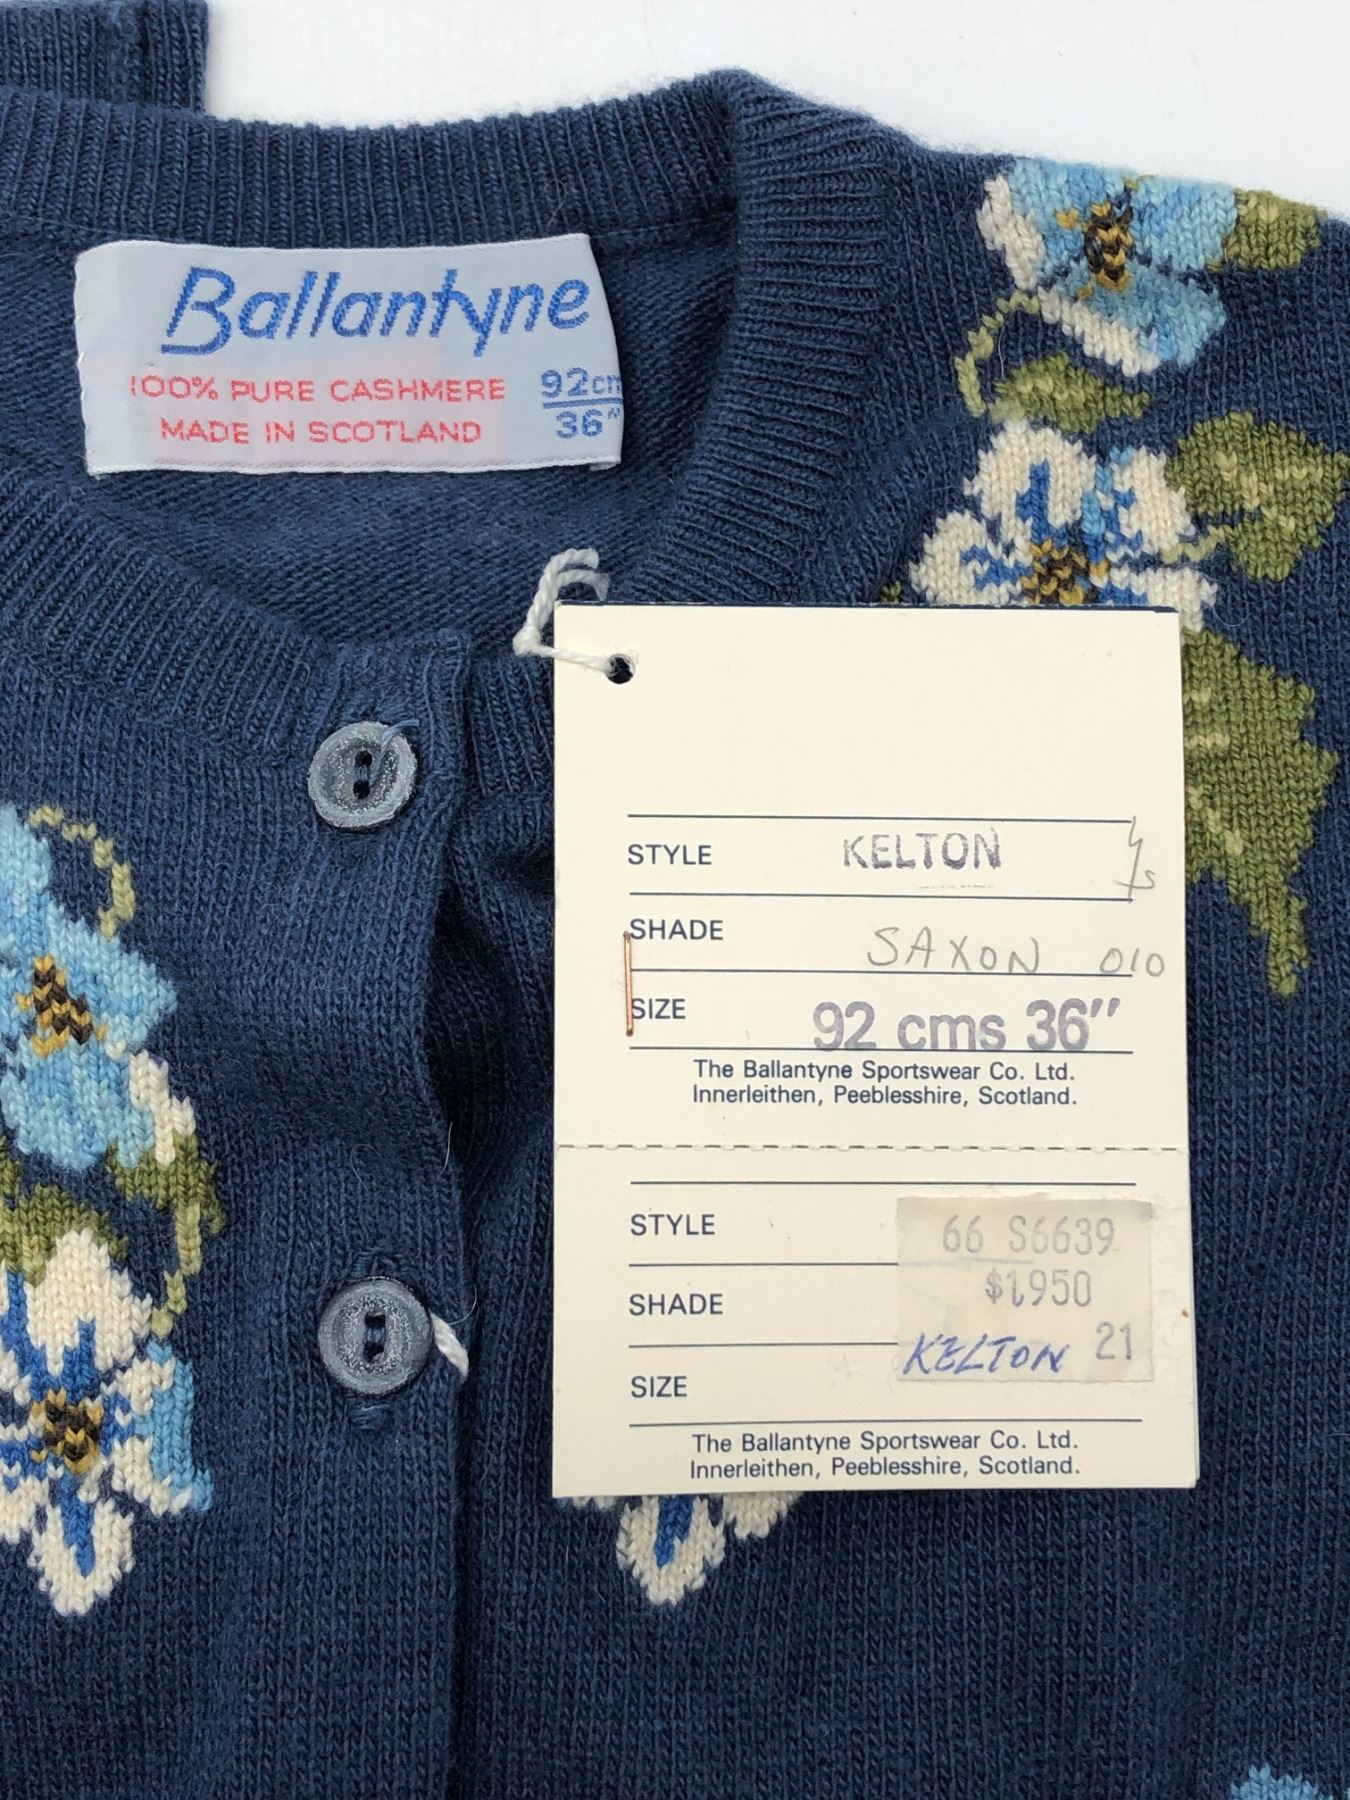 Ballantyne
100% PURE CASHMERE
MADE IN SCOTLAND
92cm
36"
STYLE KELTON
SHADE SAXON 010
SIZE 92 cms 36"
The Ballantyne Sportswear Co. Ltd.
Innerleithen, Peeblesshire, Scotland.
STYLE
66 S6639
SHADE
$1,950
KELTON 21
SIZE
The Ballantyne Sportswear Co. Ltd.
Innerleithen, Peeblesshire, Scotland.